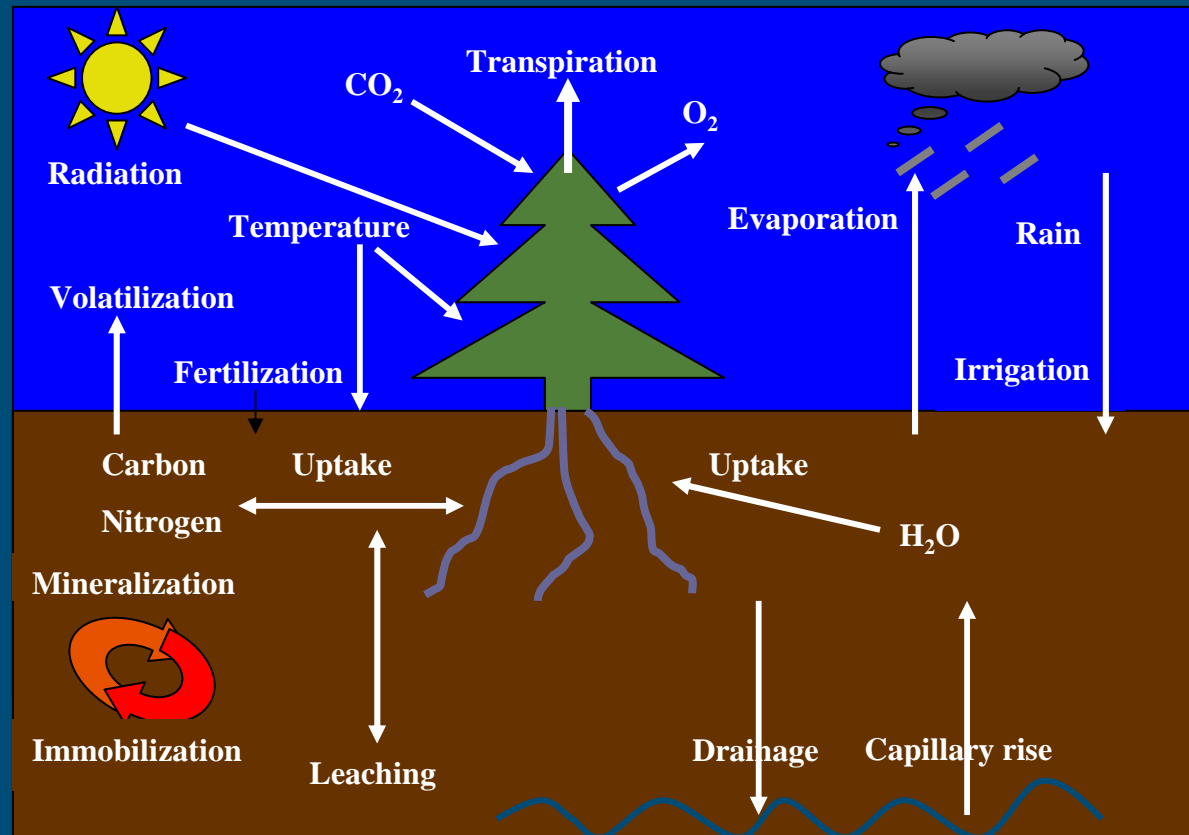 Transpiration
CO₂
O₂
Radiation
Temperature
Evaporation
Rain
Volatilization
Fertilization
Irrigation
Carbon
Uptake
Uptake
Nitrogen
H₂O
Mineralization
Immobilization
Leaching
Drainage
Capillary rise